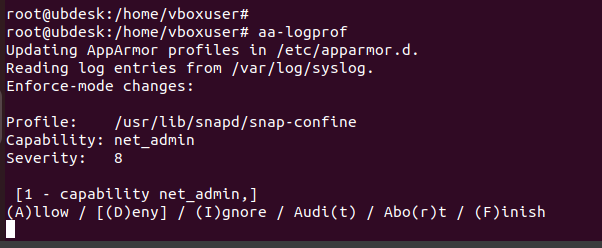 root@ubdesk:/home/vboxuser#
root@ubdesk:/home/vboxuser# aa-logprof
Updating AppArmor profiles in /etc/apparmor.d.
Reading log entries from /var/log/syslog.
Enforce-mode changes:
Profile:    /usr/lib/snapd/snap-confine
Capability: net_admin
Severity:   8
[1 - capability net_admin,]
(A)llow / [(D)eny] / (I)gnore / Audi(t) / Abo(r)t / (F)inish